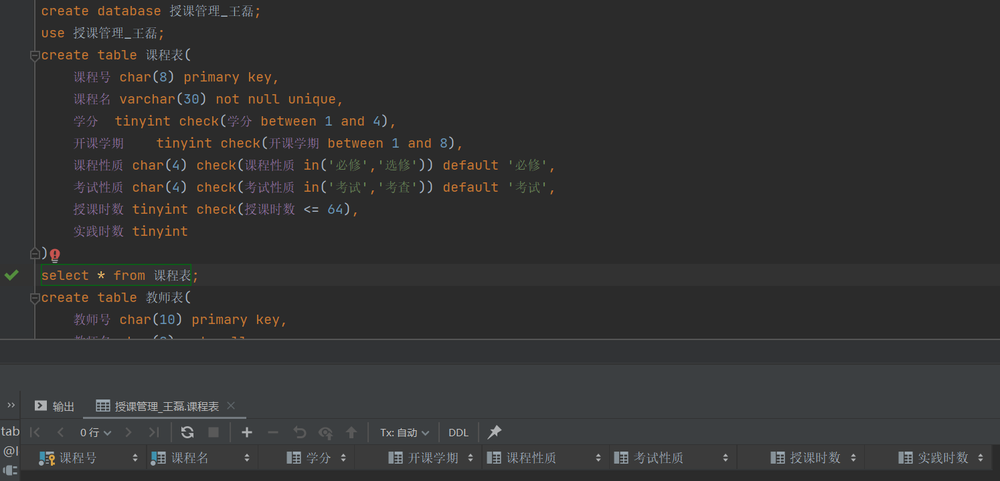 create database 授课管理_王磊;
use 授课管理_王磊;
create table 课程表(
课程号 char(8) primary key,
课程名 varchar(30) not null unique,
学分 tinyint check(学分 between 1 and 4),
开课学期 tinyint check(开课学期 between 1 and 8),
课程性质 char(4) check(课程性质 in('必修','选修')) default '必修',
考试性质 char(4) check(考试性质 in('考试','考查')) default '考试',
授课时数 tinyint check(授课时数 <= 64),
实践时数 tinyint
)
select * from 课程表;
create table 教师表(
教师号 char(10) primary key,
输出 授课管理_王磊.课程表
tab
0 行 Tx: 自动 DDL
@l
课程号 课程名 学分 开课学期 课程性质 考试性质 授课时数 实践时数